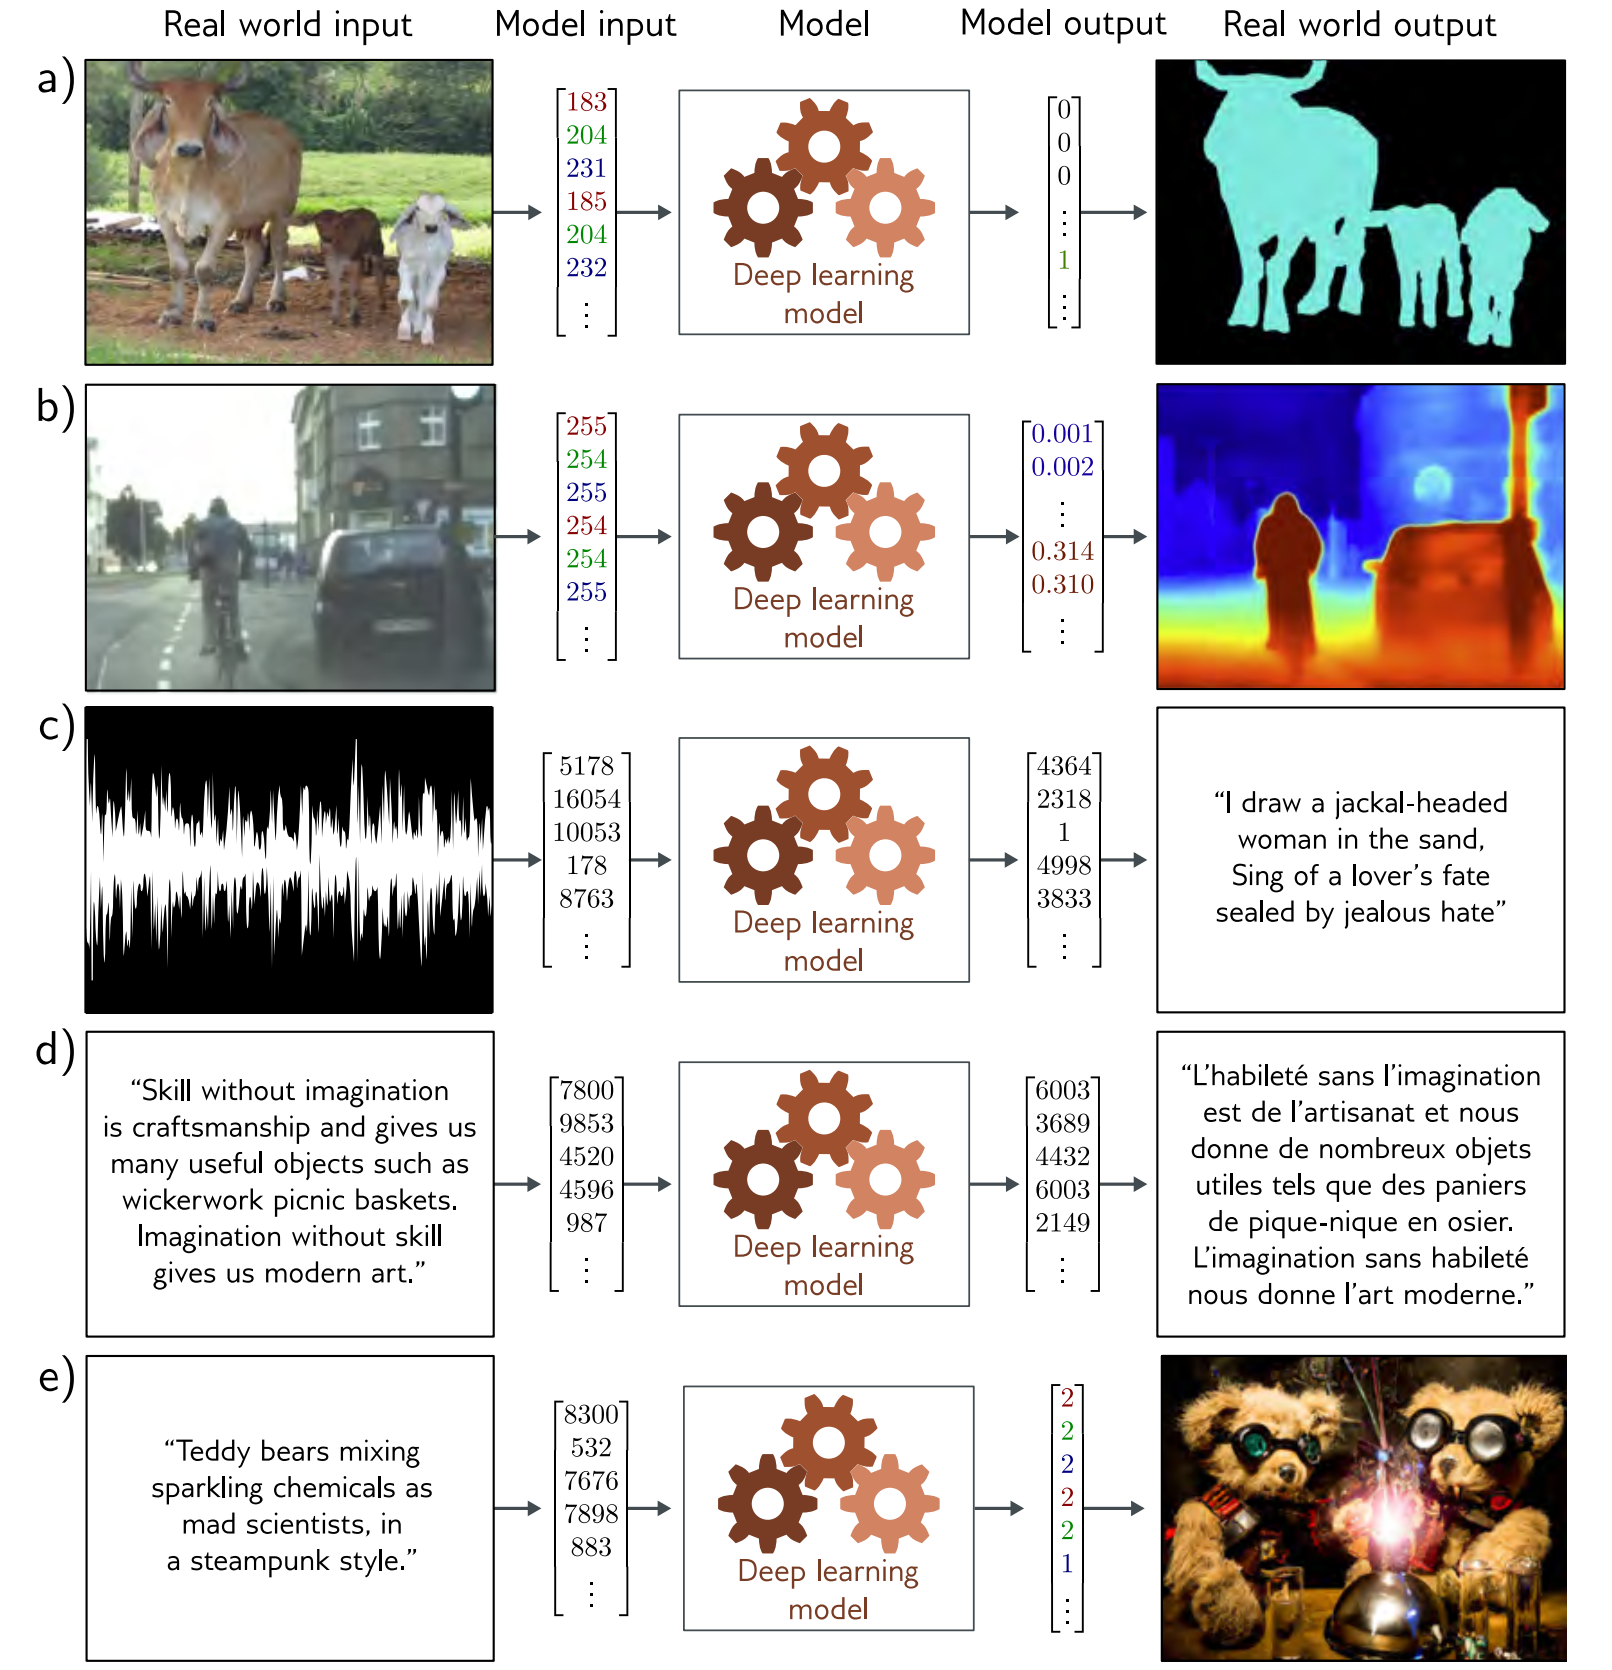 Real world input Model input Model Model output Real world output
a)
183
204
231
185
204
232
⋮
Deep learning
model
0
0
0
⋮
1
⋮
b)
255
254
255
254
254
255
⋮
Deep learning
model
0.001
0.002
⋮
0.314
0.310
⋮
c)
5178
16054
10053
178
8763
⋮
Deep learning
model
4364
2318
1
4998
3833
⋮
“I draw a jackal-headed
woman in the sand,
Sing of a lover’s fate
sealed by jealous hate”
d)
“Skill without imagination
is craftsmanship and gives us
many useful objects such as
wickerwork picnic baskets.
Imagination without skill
gives us modern art.”
7800
9853
4520
4596
987
⋮
Deep learning
model
6003
3689
4432
6003
2149
⋮
“L’habileté sans l’imagination
est de l’artisanat et nous
donne de nombreux objets
utiles tels que des paniers
de pique-nique en osier.
L’imagination sans habileté
nous donne l’art moderne.”
e)
“Teddy bears mixing
sparkling chemicals as
mad scientists, in
a steampunk style.”
8300
532
7676
7898
883
⋮
Deep learning
model
2
2
2
2
2
1
⋮